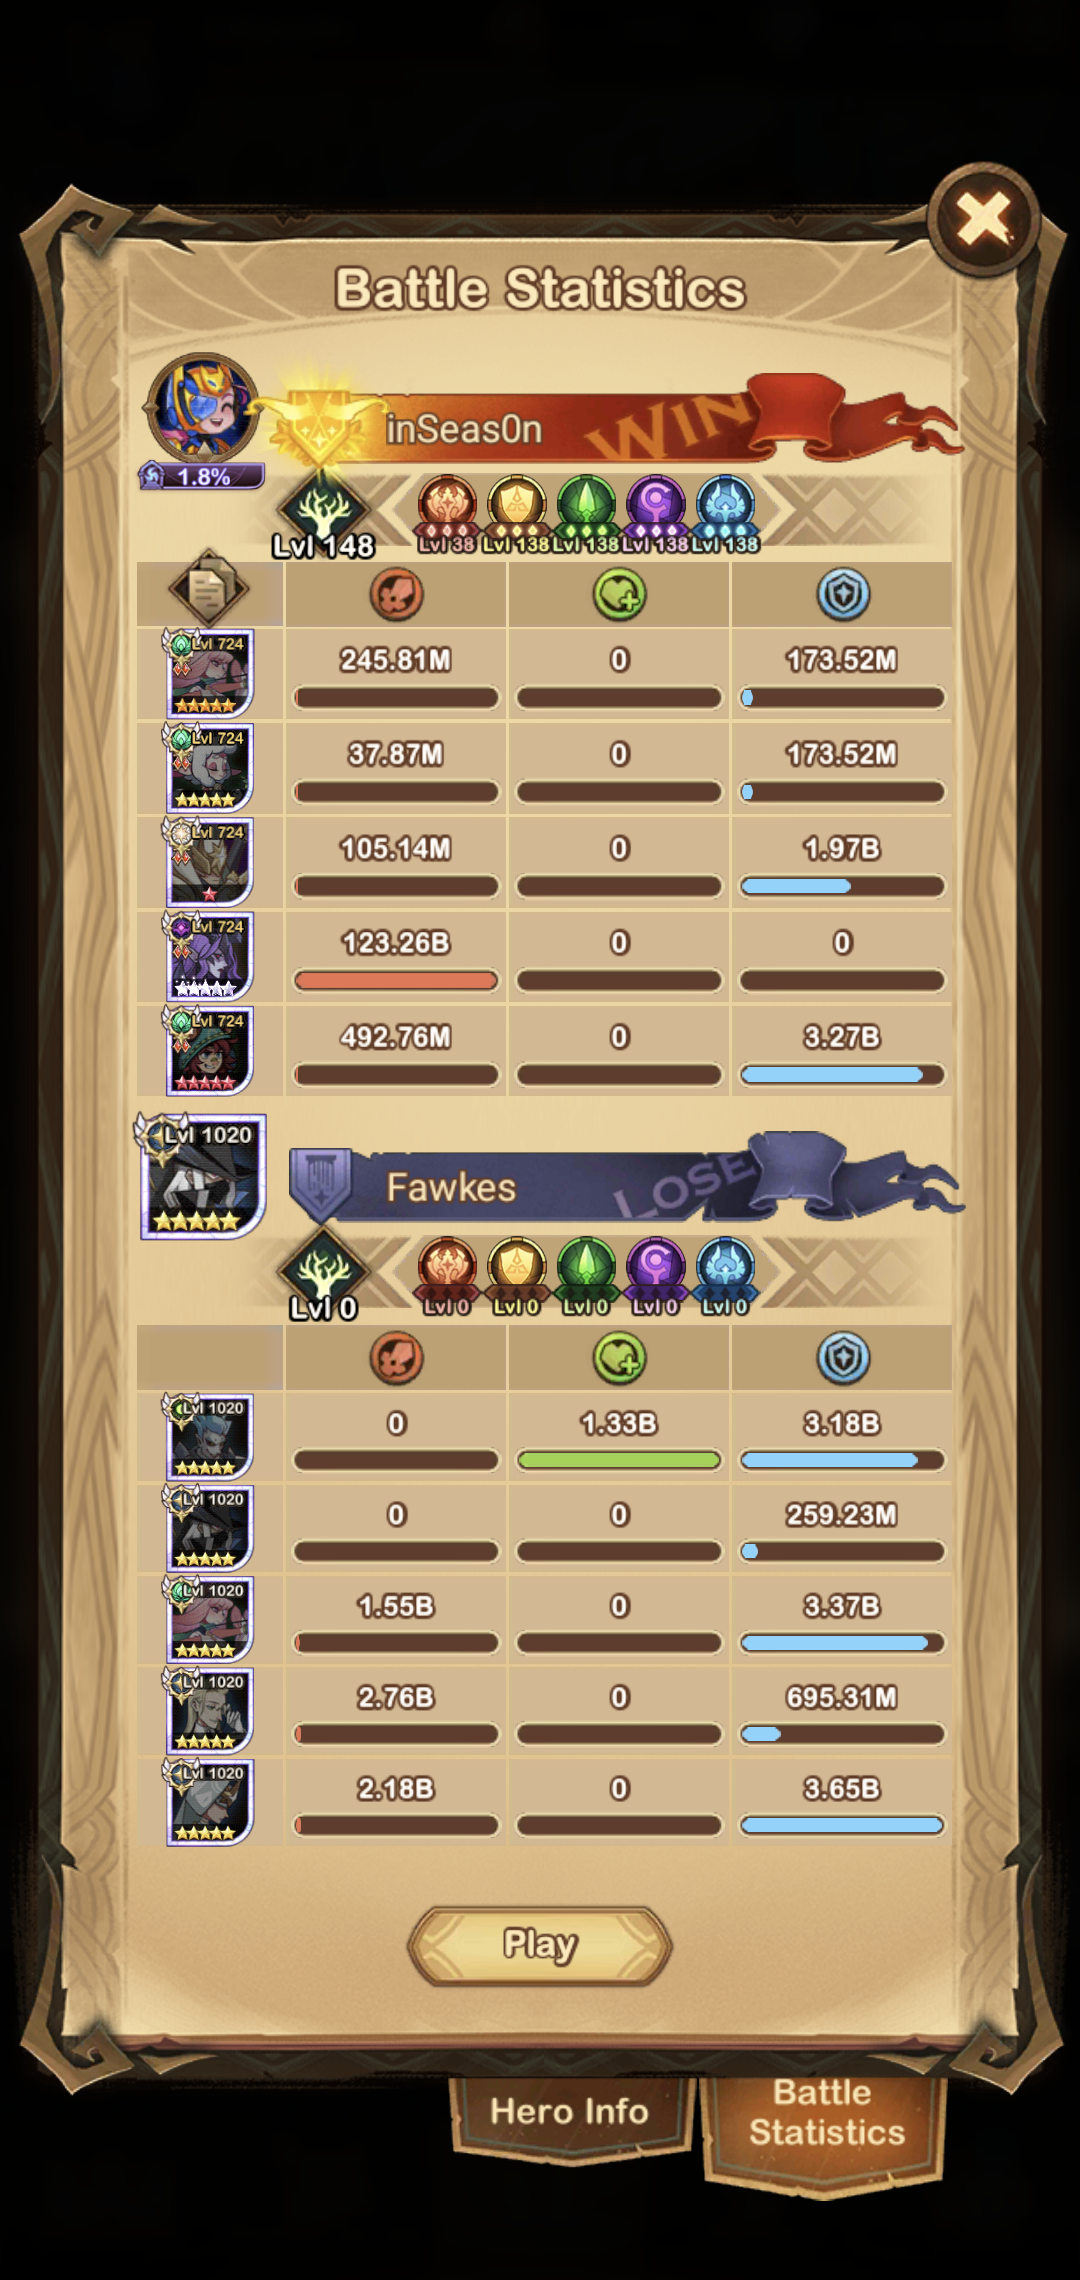 Battle Statistics
inSeas0n
WIN
1.8%
Lvl 148
Lvl 38 Lvl 138 Lvl 138 Lvl 138 Lvl 138
Lvl 724
245.81M 0 173.52M
Lvl 724
37.87M 0 173.52M
Lvl 724
105.14M 0 1.97B
Lvl 724
123.26B 0 0
Lvl 724
492.76M 0 3.27B
Lvl 1020
Fawkes
LOSE
Lvl 0
Lvl 0 Lvl 0 Lvl 0 Lvl 0 Lvl 0
Lvl 1020
0 1.33B 3.18B
Lvl 1020
0 0 259.23M
Lvl 1020
1.55B 0 3.37B
Lvl 1020
2.76B 0 695.31M
Lvl 1020
2.18B 0 3.65B
Play
Hero Info
Battle
Statistics